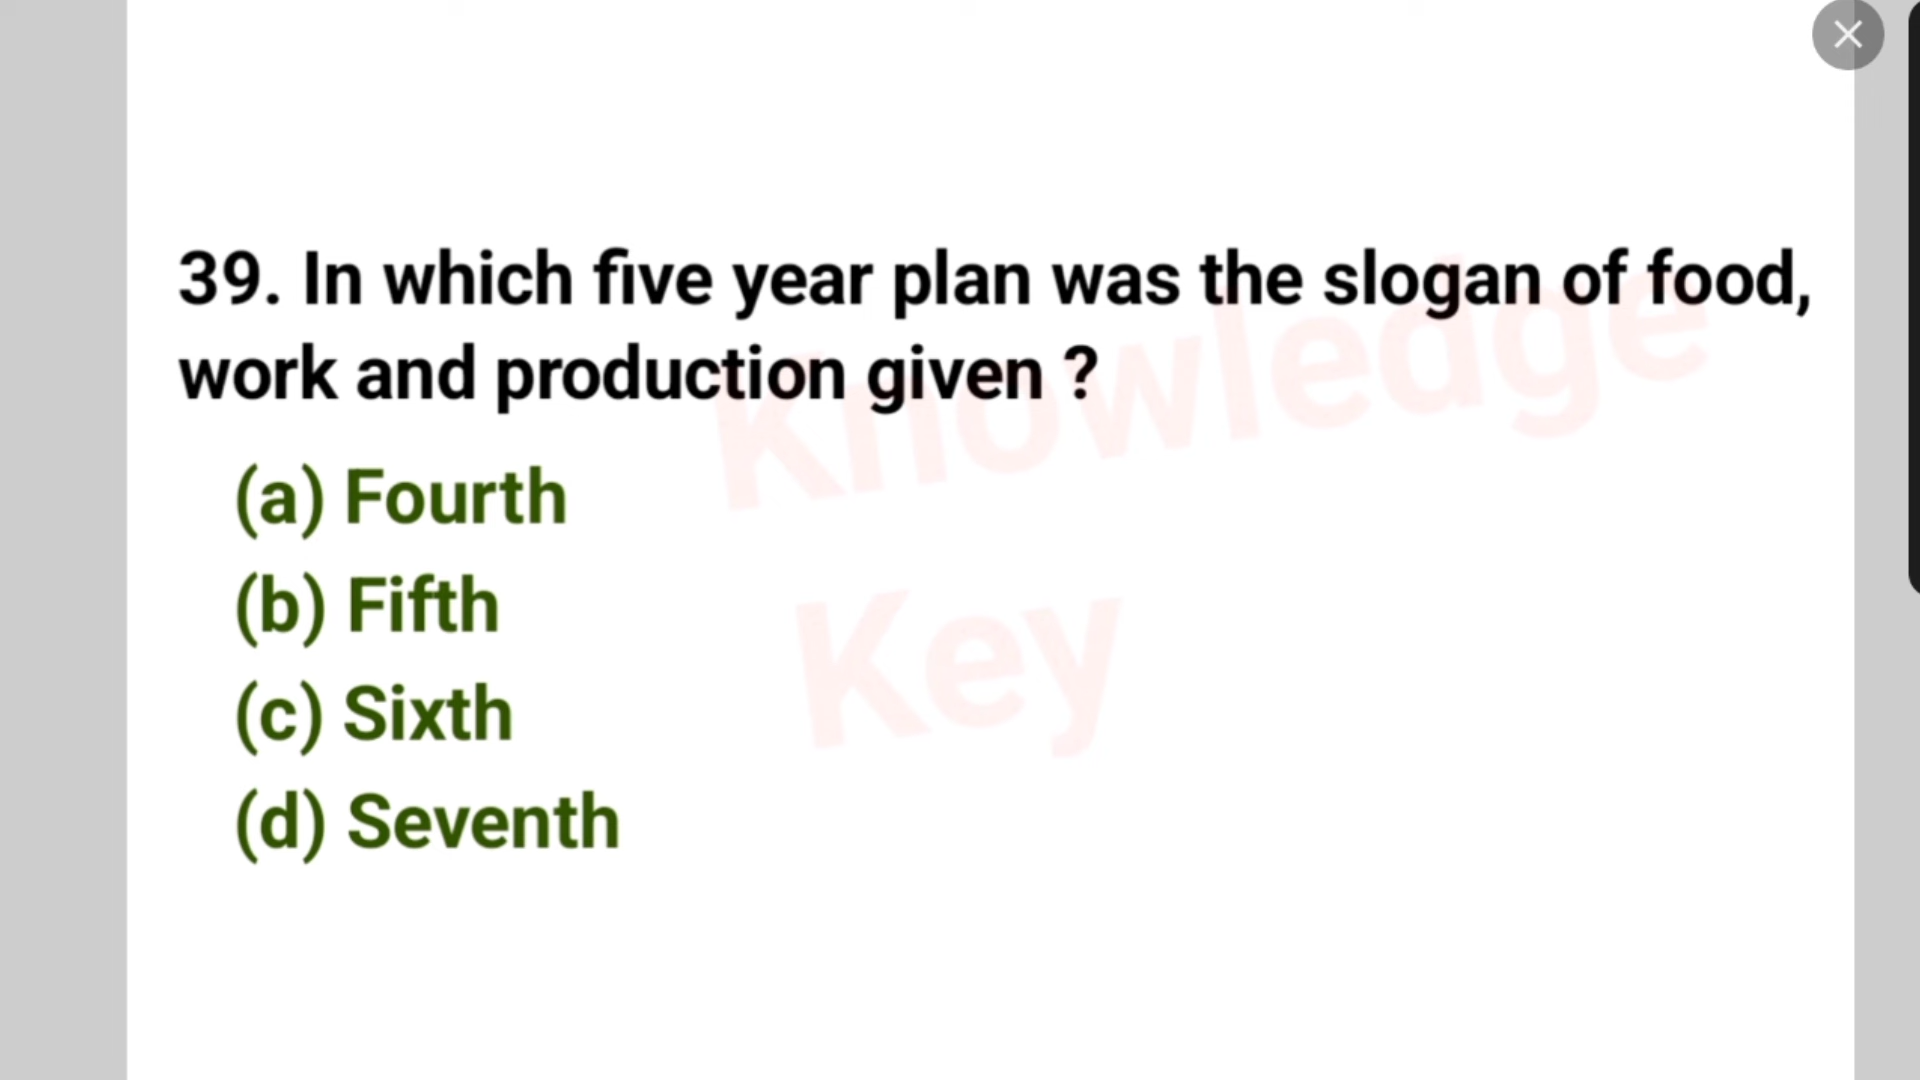 39. In which five year plan was the slogan of food,
work and production given ?
(a) Fourth
(b) Fifth
(c) Sixth
(d) Seventh
Knowledge
Key